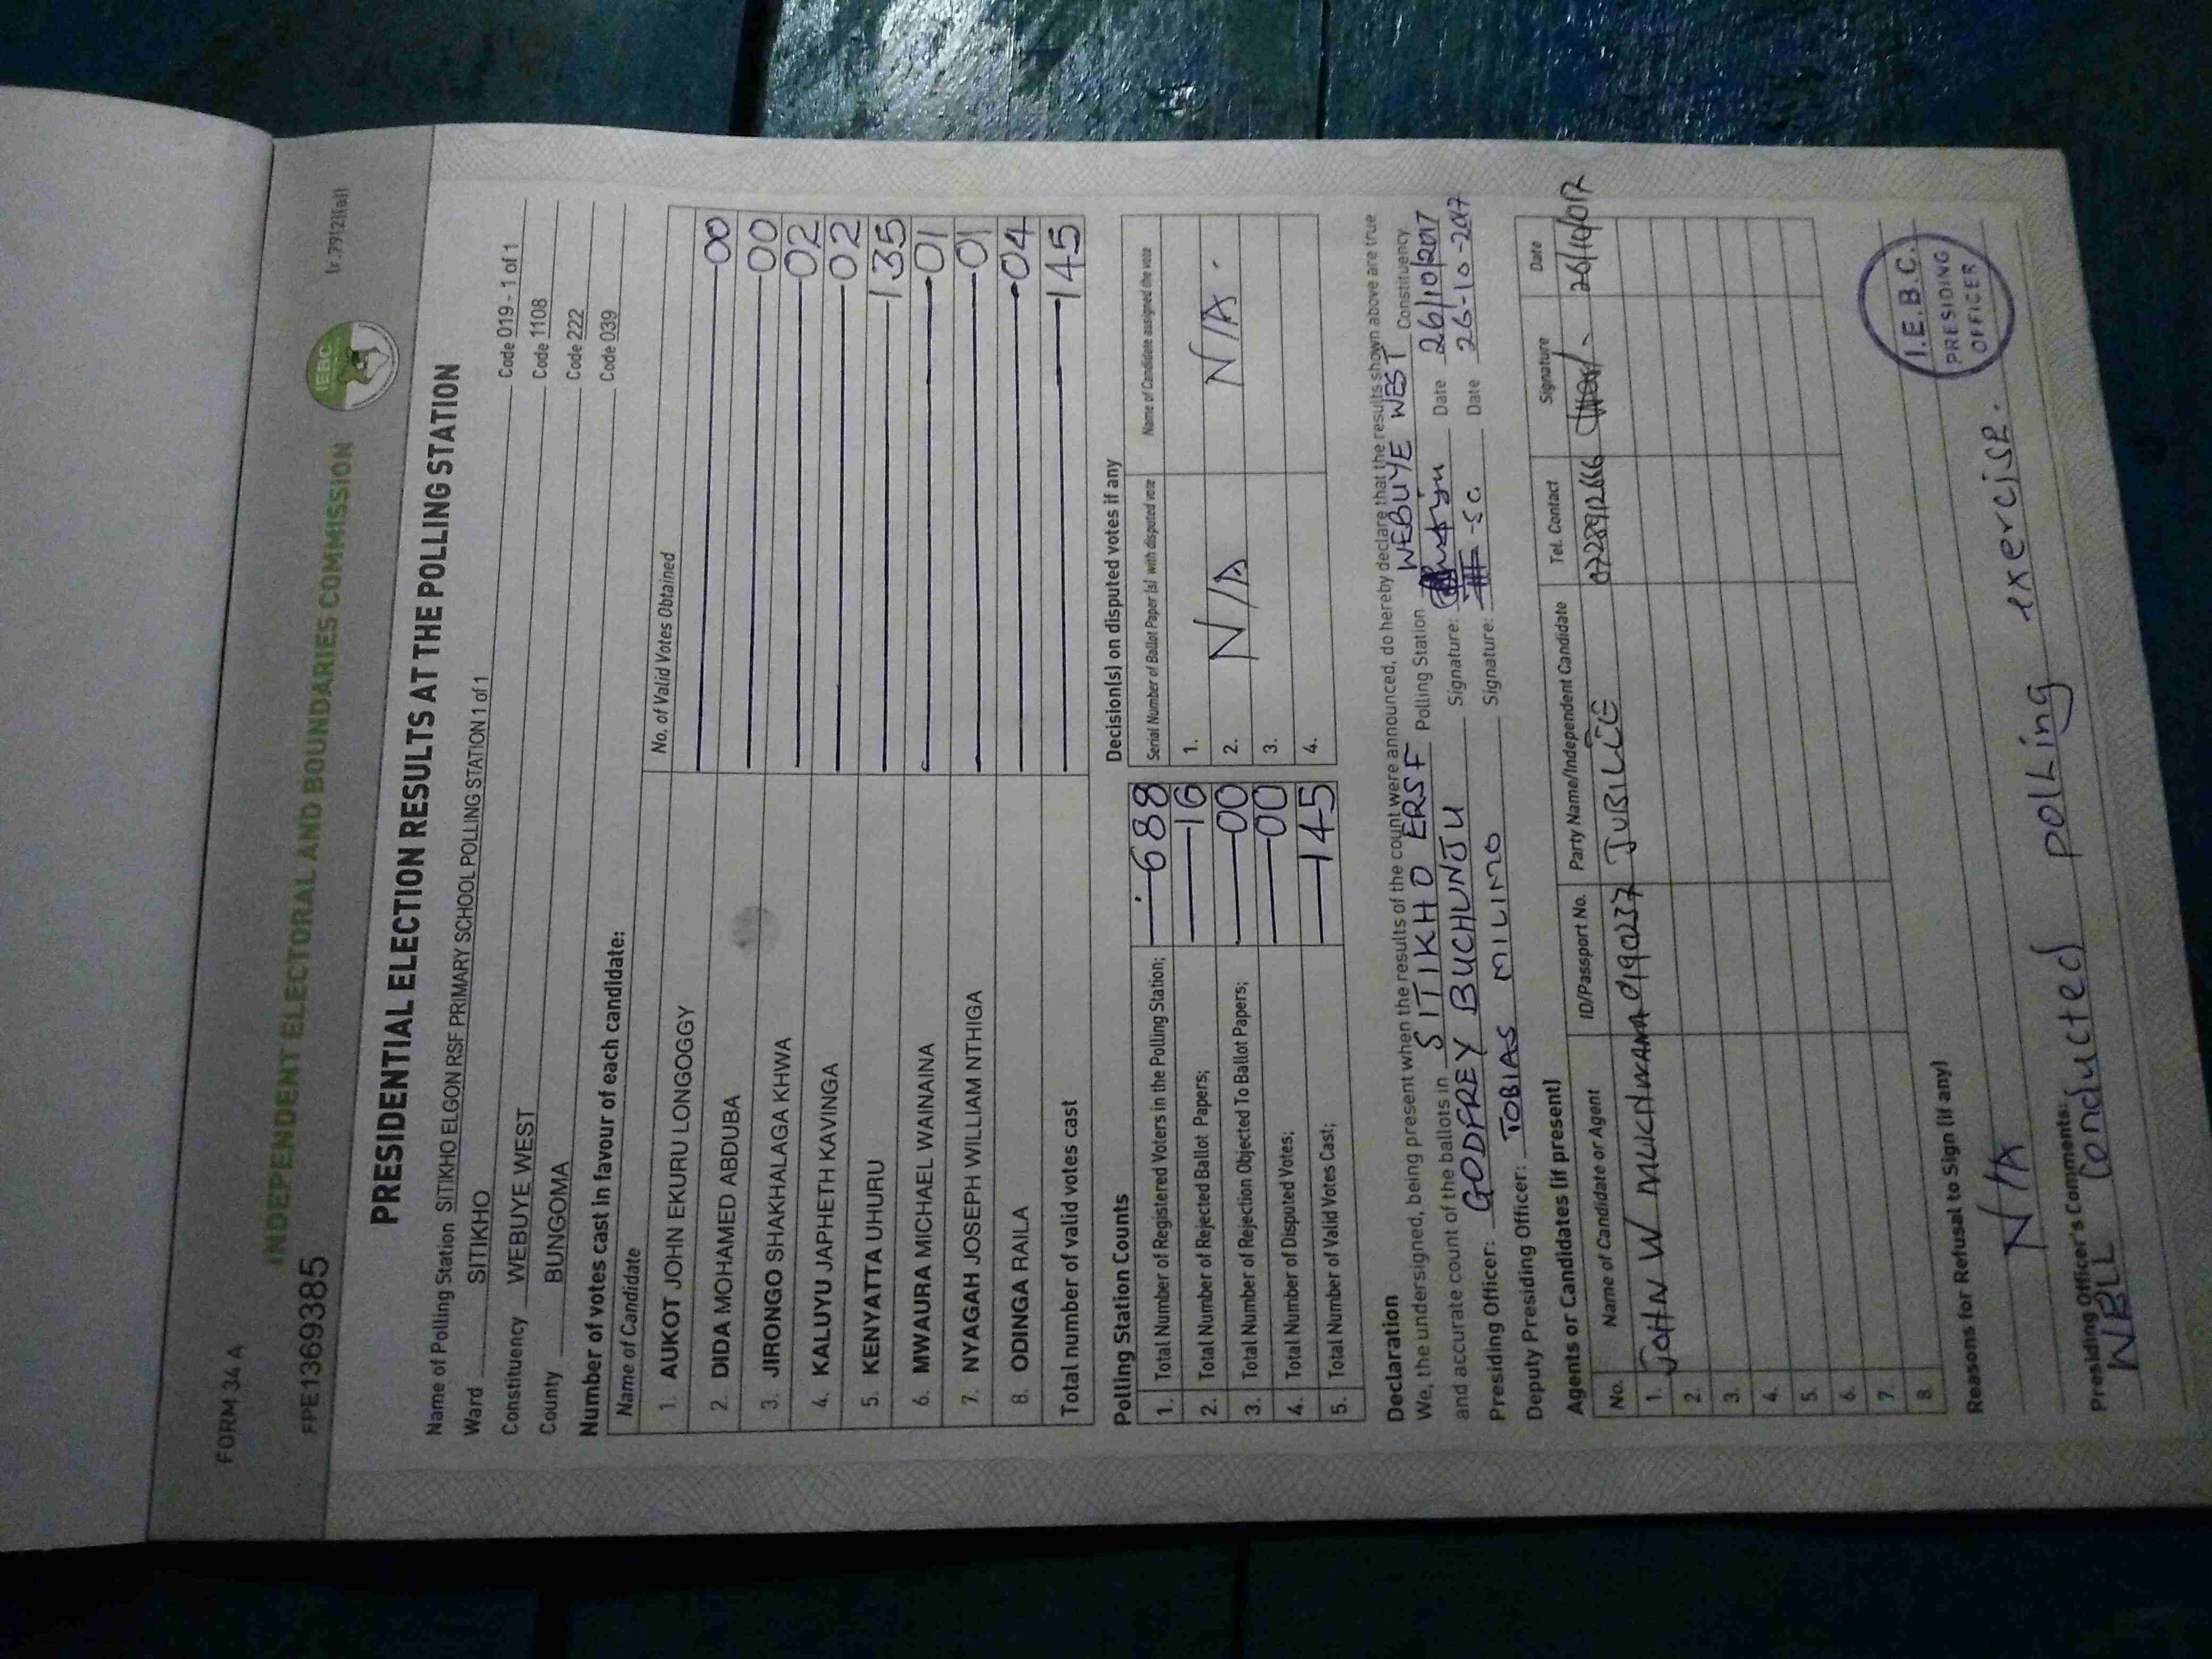 FORM 34 A
FPE1369385
(r.79(2)(a))
INDEPENDENT ELECTORAL AND BOUNDARIES COMMISSION
IEBC
PRESIDENTIAL ELECTION RESULTS AT THE POLLING STATION
Name of Polling Station SITIKHO ELGON RSF PRIMARY SCHOOL POLLING STATION 1 of 1 Code 019 - 1 of 1
Ward SITIKHO Code 1108
Constituency WEBUYE WEST Code 222
County BUNGOMA Code 039
Number of votes cast in favour of each candidate:
Name of Candidate No. of Valid Votes Obtained
1. AUKOT JOHN EKURU LONGOGGY 00
2. DIDA MOHAMED ABDUBA 00
3. JIRONGO SHAKHALAGA KHWA 02
4. KALUYU JAPHETH KAVINGA 02
5. KENYATTA UHURU 135
6. MWAURA MICHAEL WAINAINA 01
7. NYAGAH JOSEPH WILLIAM NTHIGA 01
8. ODINGA RAILA 04
Total number of valid votes cast 145
Polling Station Counts
1. Total Number of Registered Voters in the Polling Station; 688
2. Total Number of Rejected Ballot Papers; 16
3. Total Number of Rejection Objected To Ballot Papers; 00
4. Total Number of Disputed Votes; 00
5. Total Number of Valid Votes Cast; 145
Decision(s) on disputed votes if any
Serial Number of Ballot Paper (s) with disputed vote Name of Candidate assigned the vote
1.
2. N/A N/A
3.
4.
Declaration
We, the undersigned, being present when the results of the count were announced, do hereby declare that the results shown above are true
and accurate count of the ballots in SITIKHO ERSF Polling Station WEBUYE WEST Constituency.
Presiding Officer: GODFREY BUCHUNJU Signature: Date 26/10/2017
Deputy Presiding Officer: TOBIAS MILIMO Signature: Date 26-10-2017
Agents or Candidates (if present)
No. Name of Candidate or Agent ID/Passport No. Party Name/Independent Candidate Tel. Contact Signature Date
1. JOHN W JUBILEE 26/10/017
2.
3.
4.
5.
6.
7.
8.
Reasons for Refusal to Sign (if any)
N/A
Presiding Officer's Comments:
WELL Conducted polling exercise.
I.E.B.C.
PRESIDING
OFFICER